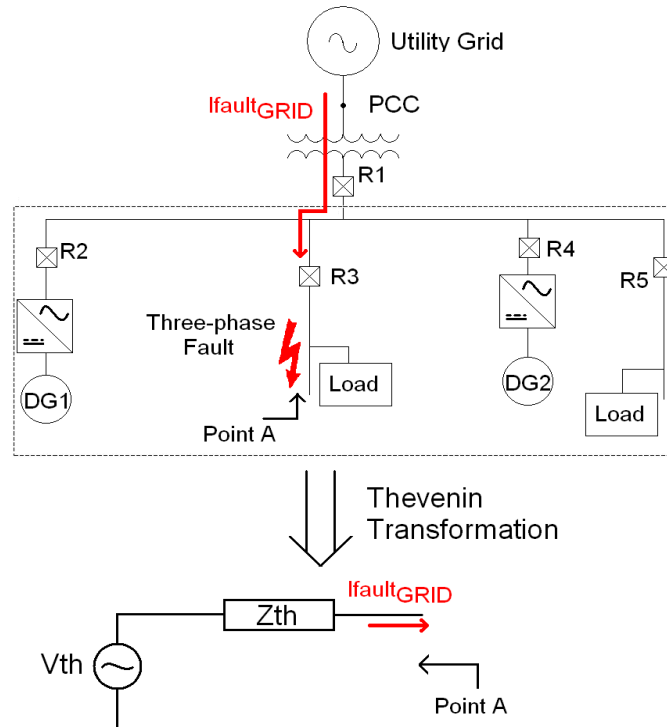 Utility Grid
IfaultGRID
PCC
R1
R2
R3
R4
R5
Three-phase
Fault
DG1
Load
DG2
Load
Point A
Thevenin
Transformation
IfaultGRID
Zth
Vth
Point A